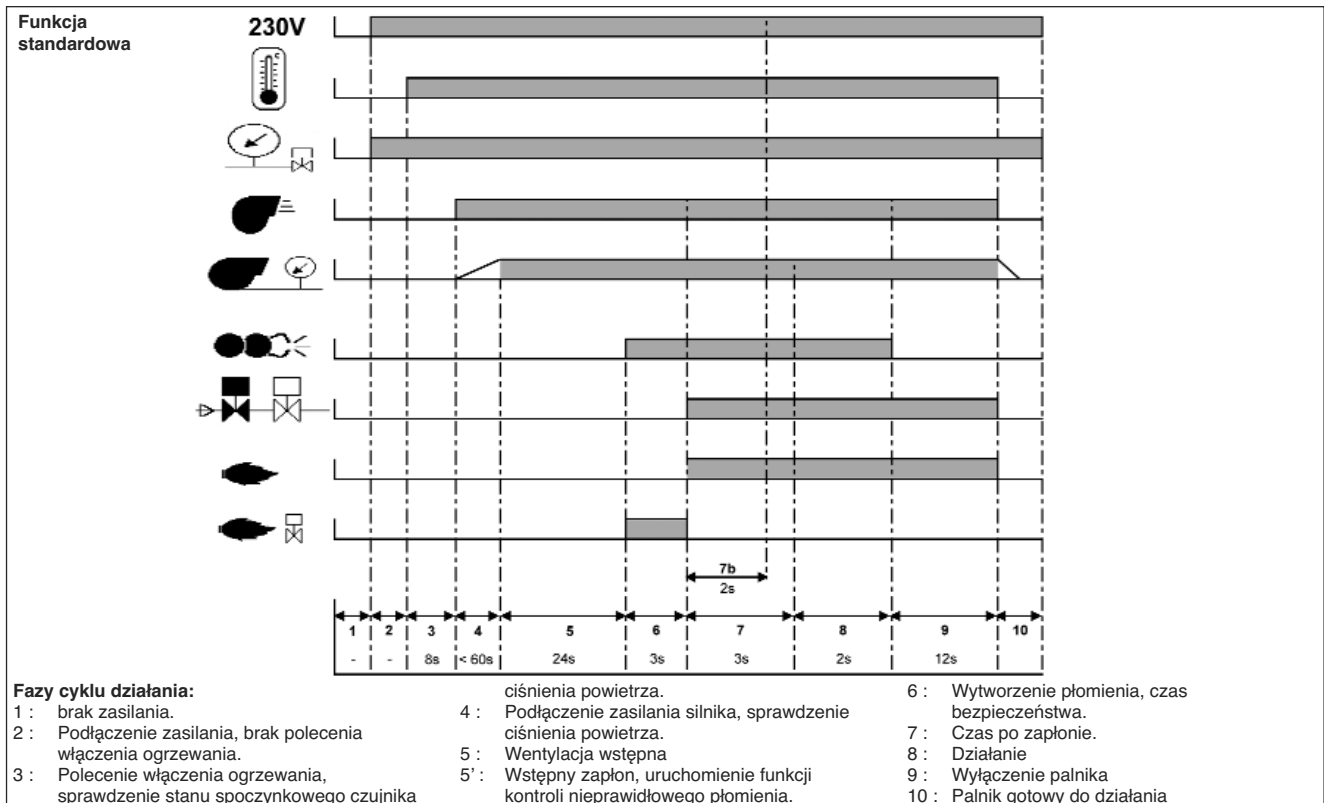 Funkcja
standardowa
230V
°C
7b
2s
1 2 3 4 5 6 7 8 9 10
- - 8s < 60s 24s 3s 3s 2s 12s
Fazy cyklu działania:
1 : brak zasilania.
2 : Podłączenie zasilania, brak polecenia
włączenia ogrzewania.
3 : Polecenie włączenia ogrzewania,
sprawdzenie stanu spoczynkowego czujnika
ciśnienia powietrza.
4 : Podłączenie zasilania silnika, sprawdzenie
ciśnienia powietrza.
5 : Wentylacja wstępna
5' : Wstępny zapłon, uruchomienie funkcji
kontroli nieprawidłowego płomienia.
6 : Wytworzenie płomienia, czas
bezpieczeństwa.
7 : Czas po zapłonie.
8 : Działanie
9 : Wyłączenie palnika
10 : Palnik gotowy do działania